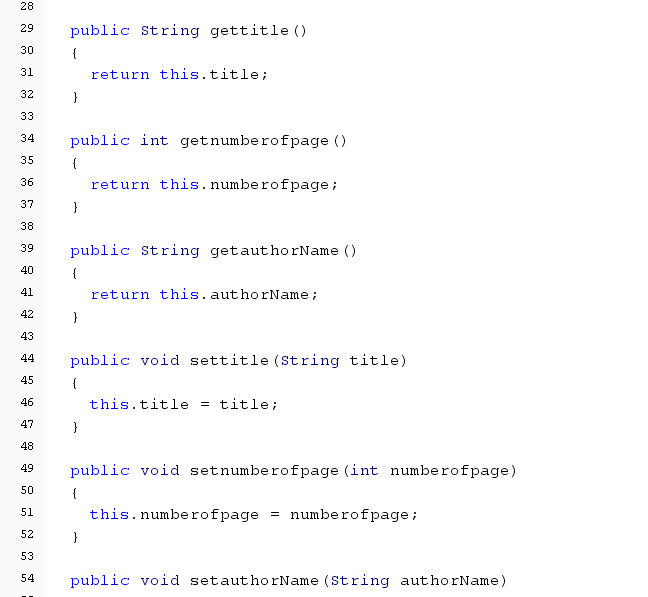 28
29 public String gettitle()
30 {
31 return this.title;
32 }
33
34 public int getnumberofpage()
35 {
36 return this.numberofpage;
37 }
38
39 public String getauthorName()
40 {
41 return this.authorName;
42 }
43
44 public void settitle(String title)
45 {
46 this.title = title;
47 }
48
49 public void setnumberofpage(int numberofpage)
50 {
51 this.numberofpage = numberofpage;
52 }
53
54 public void setauthorName(String authorName)